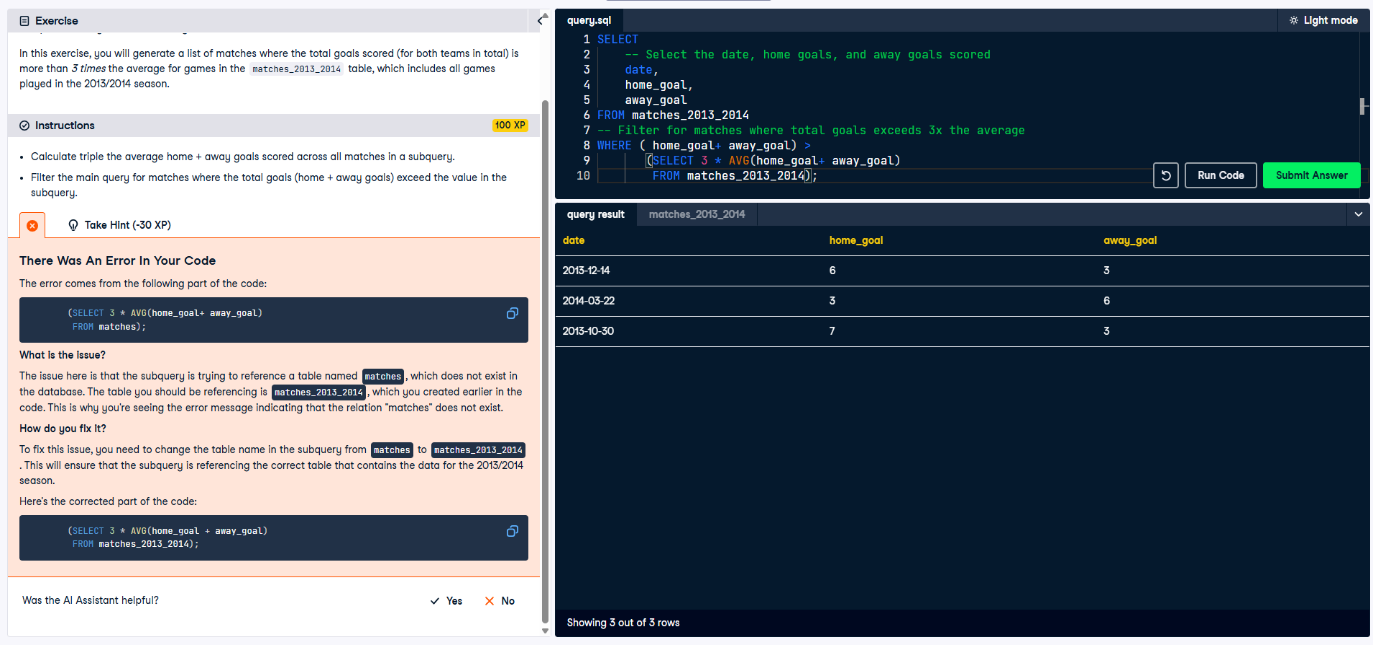 Exercise
In this exercise, you will generate a list of matches where the total goals scored (for both teams in total) is
more than 3 times the average for games in the matches_2013_2014 table, which includes all games
played in the 2013/2014 season.
Instructions
100 XP
• Calculate triple the average home + away goals scored across all matches in a subquery.
• Filter the main query for matches where the total goals (home + away goals) exceed the value in the
subquery.
Take Hint (-30 XP)
There Was An Error In Your Code
The error comes from the following part of the code:
(SELECT 3 * AVG(home_goal+ away_goal)
FROM matches);
What is the issue?
The issue here is that the subquery is trying to reference a table named matches, which does not exist in
the database. The table you should be referencing is matches_2013_2014, which you created earlier in the
code. This is why you're seeing the error message indicating that the relation "matches" does not exist.
How do you fix it?
To fix this issue, you need to change the table name in the subquery from matches to matches_2013_2014
. This will ensure that the subquery is referencing the correct table that contains the data for the 2013/2014
season.
Here's the corrected part of the code:
(SELECT 3 * AVG(home_goal + away_goal)
FROM matches_2013_2014);
Was the AI Assistant helpful?
Yes
No
query.sql
Light mode
1 SELECT
2 -- Select the date, home goals, and away goals scored
3 date,
4 home_goal,
5 away_goal
6 FROM matches_2013_2014
7 -- Filter for matches where total goals exceeds 3x the average
8 WHERE ( home_goal+ away_goal) >
9 (SELECT 3 * AVG(home_goal+ away_goal)
10 FROM matches_2013_2014);
Run Code
Submit Answer
query result
matches_2013_2014
date home_goal away_goal
2013-12-14 6 3
2014-03-22 3 6
2013-10-30 7 3
Showing 3 out of 3 rows